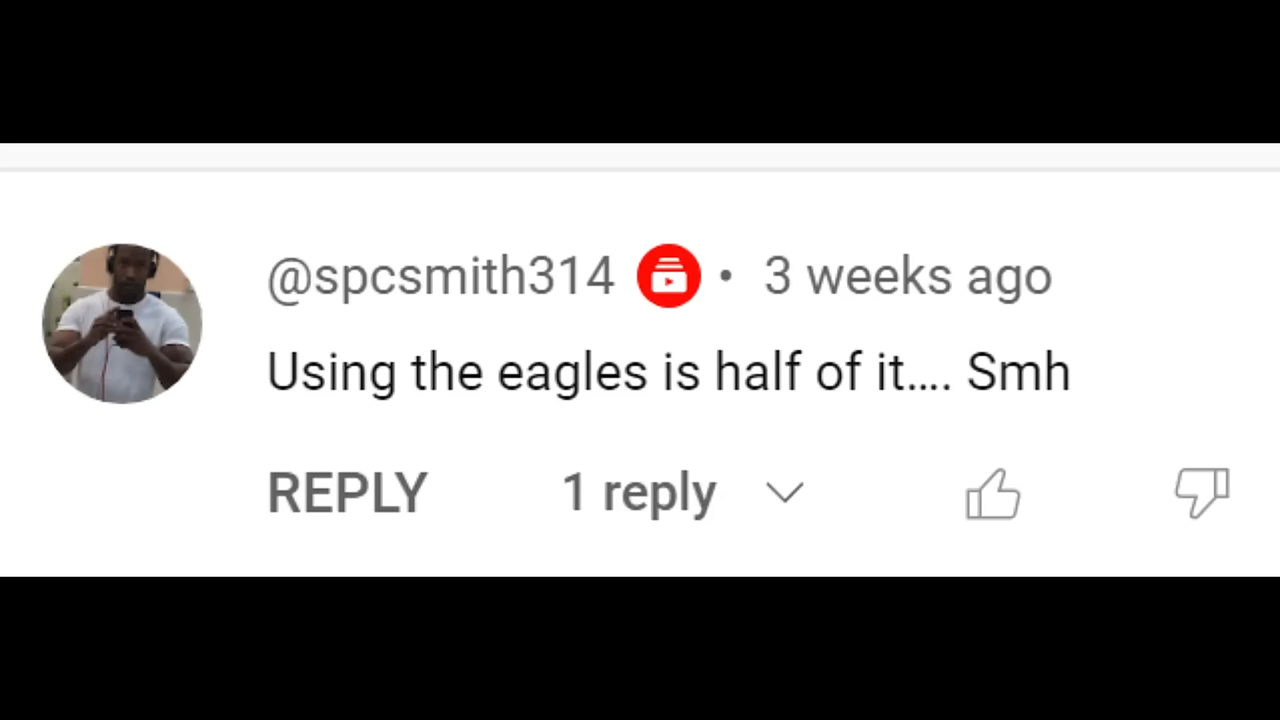 @spcsmith314 • 3 weeks ago
Using the eagles is half of it.... Smh
REPLY 1 reply